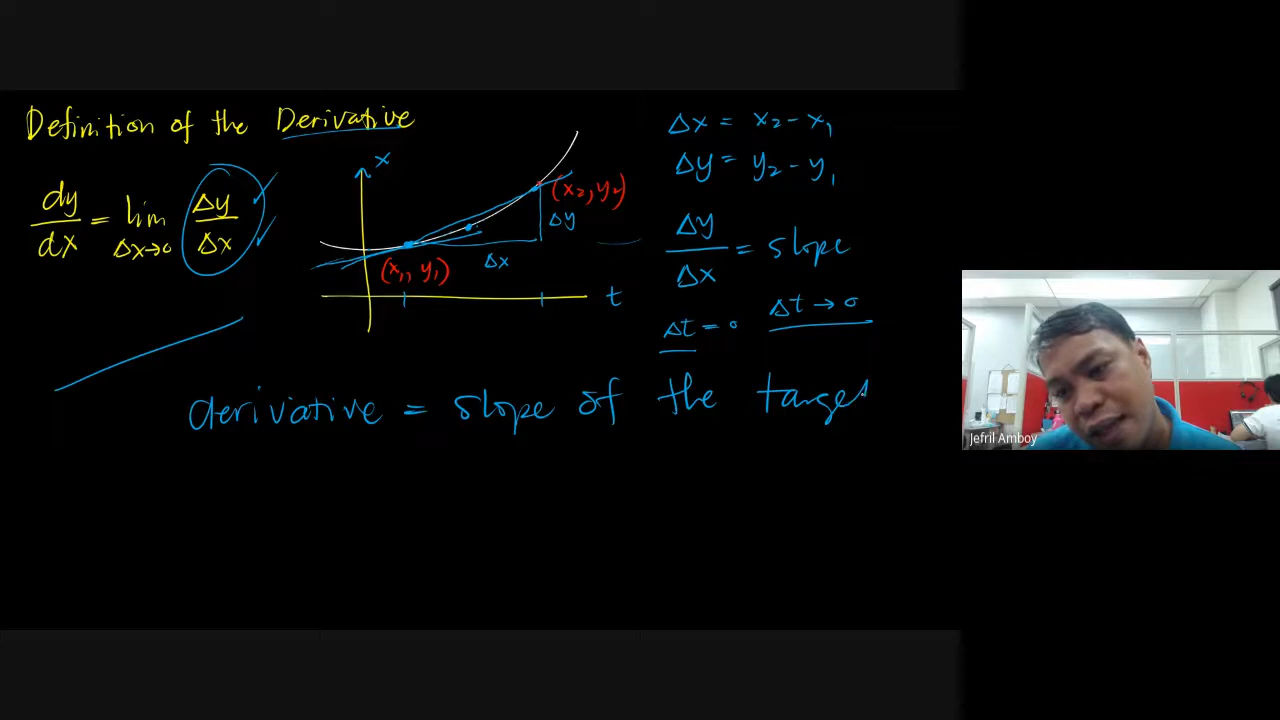 Definition of the Derivative
dy/dx = lim Δx→0 Δy/Δx
x
(x₂, y₂)
Δy
Δx
(x₁, y₁)
t
Δx = x₂ - x₁
Δy = y₂ - y₁
Δy/Δx = slope
Δt = 0 Δt → 0
derivative = slope of the tange
Jefril Amboy